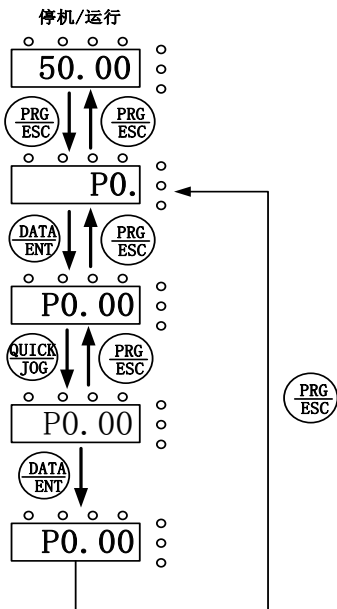 停机/运行
50.00
PRG
ESC
PRG
ESC
P0.
DATA
ENT
PRG
ESC
P0.00
QUICK
JOG
PRG
ESC
PRG
ESC
P0.00
DATA
ENT
P0.00